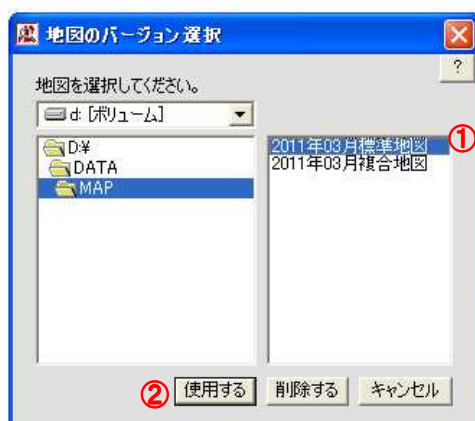 地図のバージョン選択
?
地図を選択してください。
d: [ボリューム]
D:¥
DATA
MAP
2011年03月標準地図
①
2011年03月複合地図
②
使用する
削除する
キャンセル